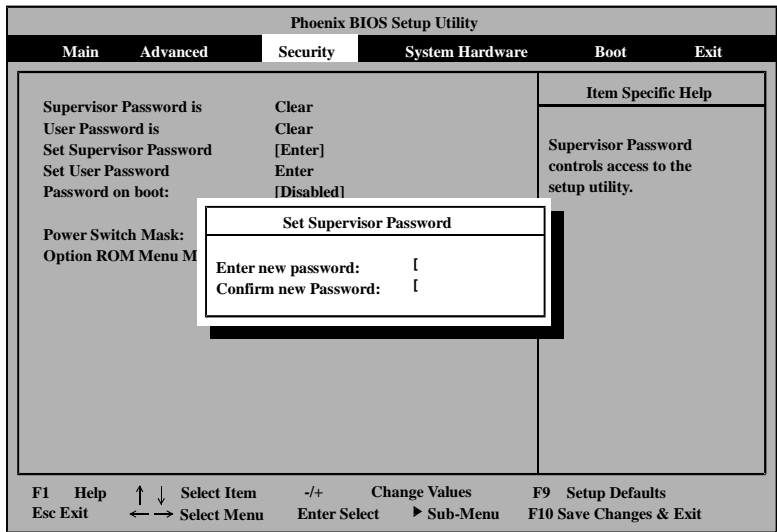 Phoenix BIOS Setup Utility
Main Advanced Security System Hardware Boot Exit
Supervisor Password is Clear
User Password is Clear
Set Supervisor Password [Enter]
Set User Password Enter
Password on boot: [Disabled]
Power Switch Mask:
Option ROM Menu M
Item Specific Help
Supervisor Password
controls access to the
setup utility.
Set Supervisor Password
Enter new password: [
Confirm new Password: [
F1 Help ↑ ↓ Select Item -/+ Change Values F9 Setup Defaults
Esc Exit ← → Select Menu Enter Select ▶ Sub-Menu F10 Save Changes & Exit